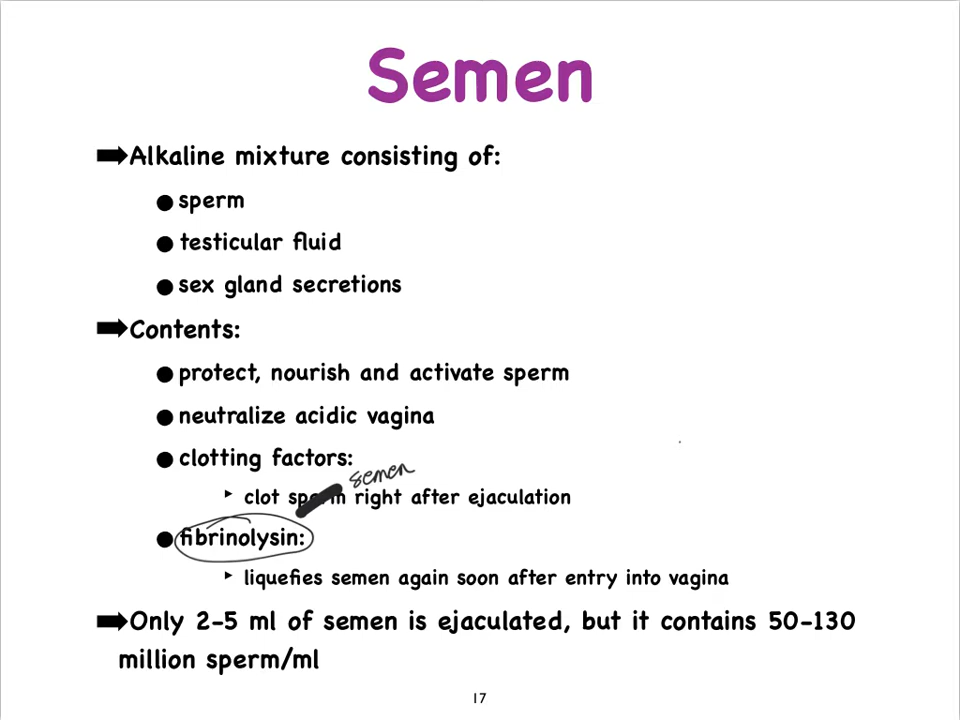 Semen
➡Alkaline mixture consisting of:
● sperm
● testicular fluid
● sex gland secretions
➡Contents:
● protect, nourish and activate sperm
● neutralize acidic vagina
● clotting factors:
semen
‣ clot sperm right after ejaculation
● fibrinolysin:
‣ liquefies semen again soon after entry into vagina
➡Only 2-5 ml of semen is ejaculated, but it contains 50-130
million sperm/ml
17